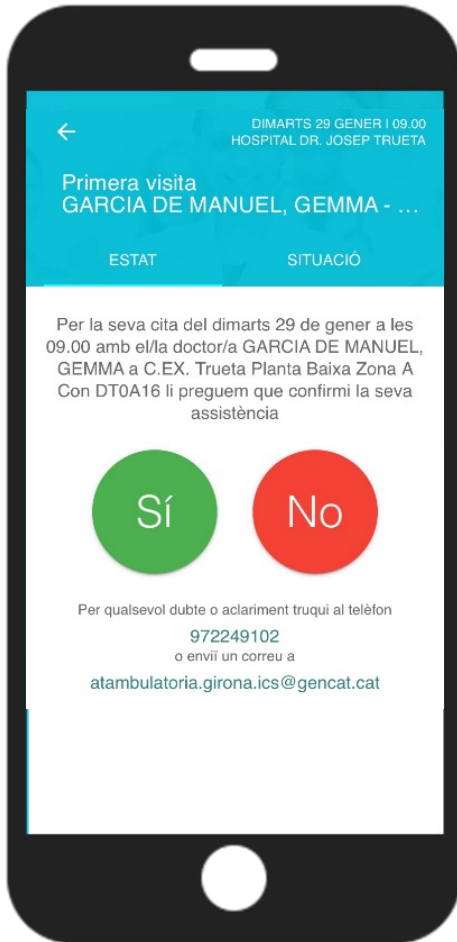 DIMARTS 29 GENER I 09.00
HOSPITAL DR. JOSEP TRUETA
Primera visita
GARCIA DE MANUEL, GEMMA - ...
ESTAT
SITUACIÓ
Per la seva cita del dimarts 29 de gener a les
09.00 amb el/la doctor/a GARCIA DE MANUEL,
GEMMA a C.EX. Trueta Planta Baixa Zona A
Con DT0A16 li preguem que confirmi la seva
assistència
Sí
No
Per qualsevol dubte o aclariment truqui al telèfon
972249102
o enviï un correu a
atambulatoria.girona.ics@gencat.cat